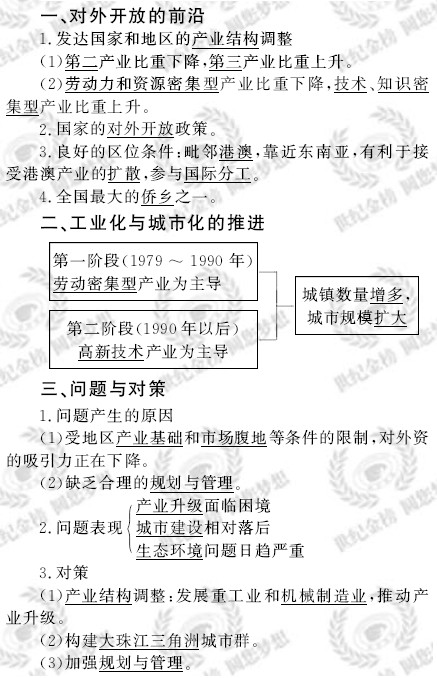 一、对外开放的前沿
1.发达国家和地区的产业结构调整
(1)第二产业比重下降,第三产业比重上升。
(2)劳动力和资源密集型产业比重下降,技术、知识密
集型产业比重上升。
2.国家的对外开放政策。
3.良好的区位条件:毗邻港澳,靠近东南亚,有利于接
受港澳产业的扩散,参与国际分工。
4.全国最大的侨乡之一。
二、工业化与城市化的推进
第一阶段(1979～1990年)
劳动密集型产业为主导
第二阶段(1990年以后)
高新技术产业为主导
城镇数量增多,
城市规模扩大
三、问题与对策
1.问题产生的原因
(1)受地区产业基础和市场腹地等条件的限制,对外资
的吸引力正在下降。
(2)缺乏合理的规划与管理。
2.问题表现
产业升级面临困境
城市建设相对落后
生态环境问题日趋严重
3.对策
(1)产业结构调整:发展重工业和机械制造业,推动产
业升级。
(2)构建大珠江三角洲城市群。
(3)加强规划与管理。